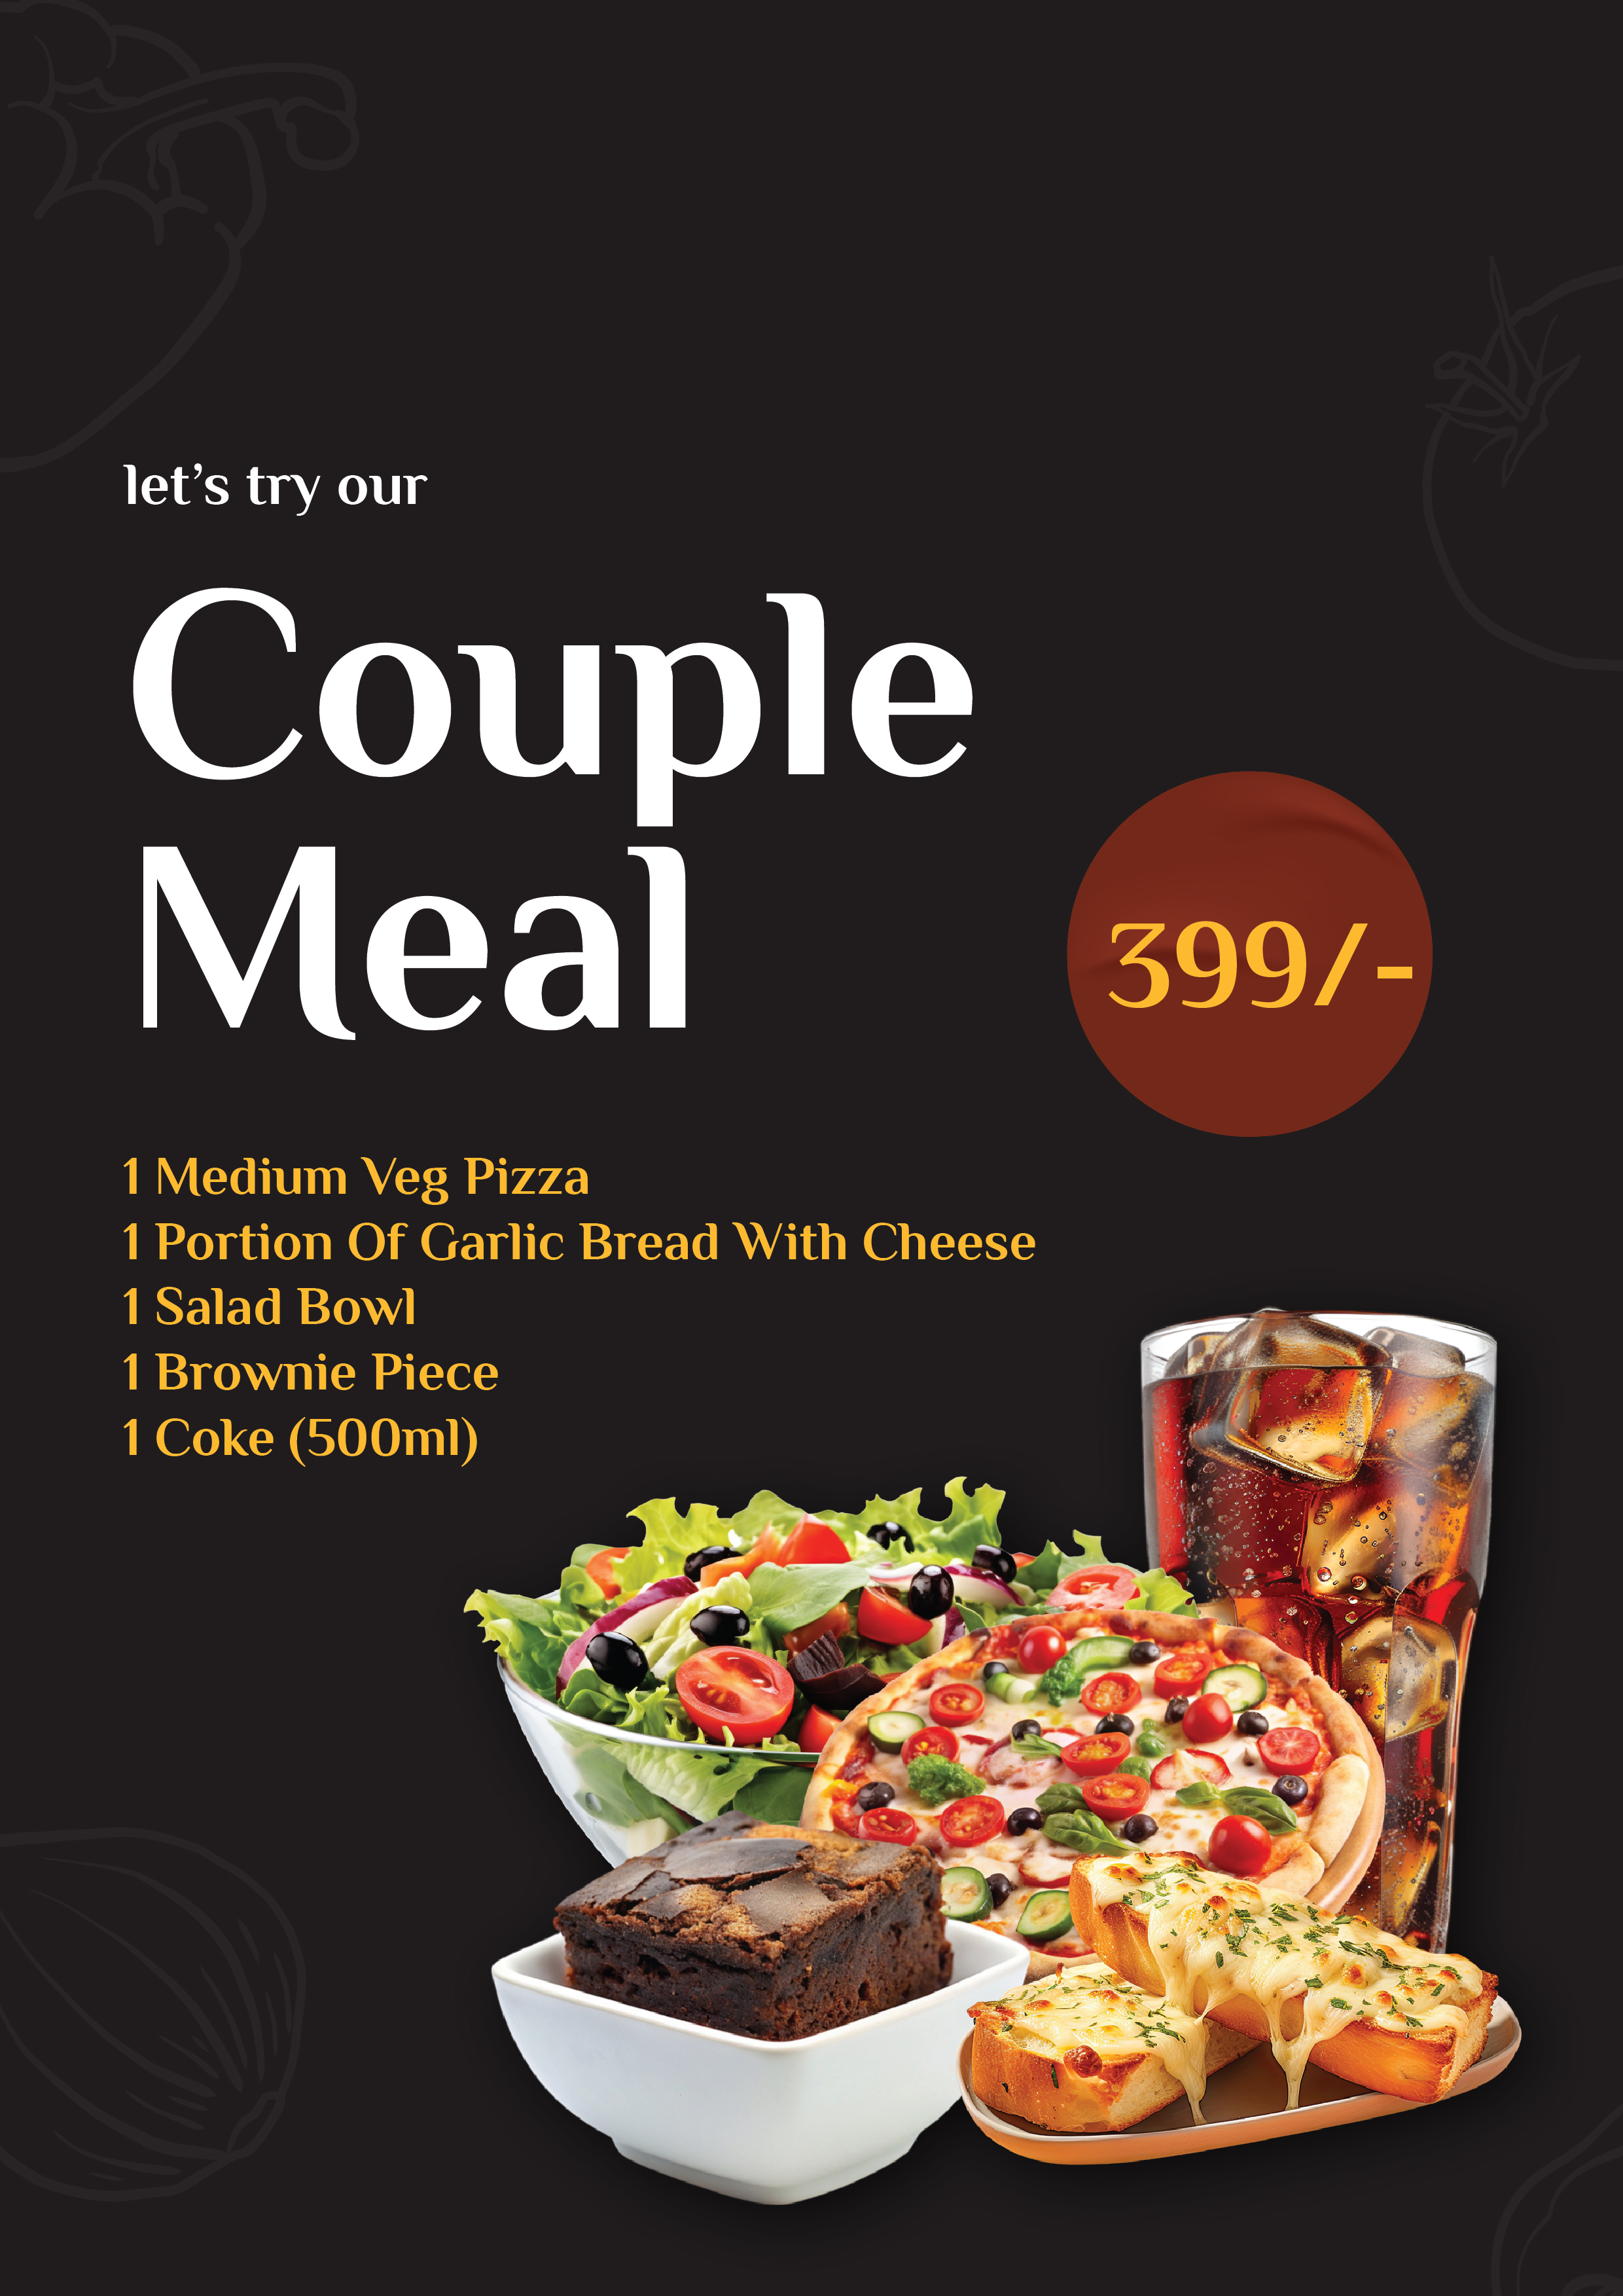 let's try our
Couple
Meal
399/-
1 Medium Veg Pizza
1 Portion Of Garlic Bread With Cheese
1 Salad Bowl
1 Brownie Piece
1 Coke (500ml)